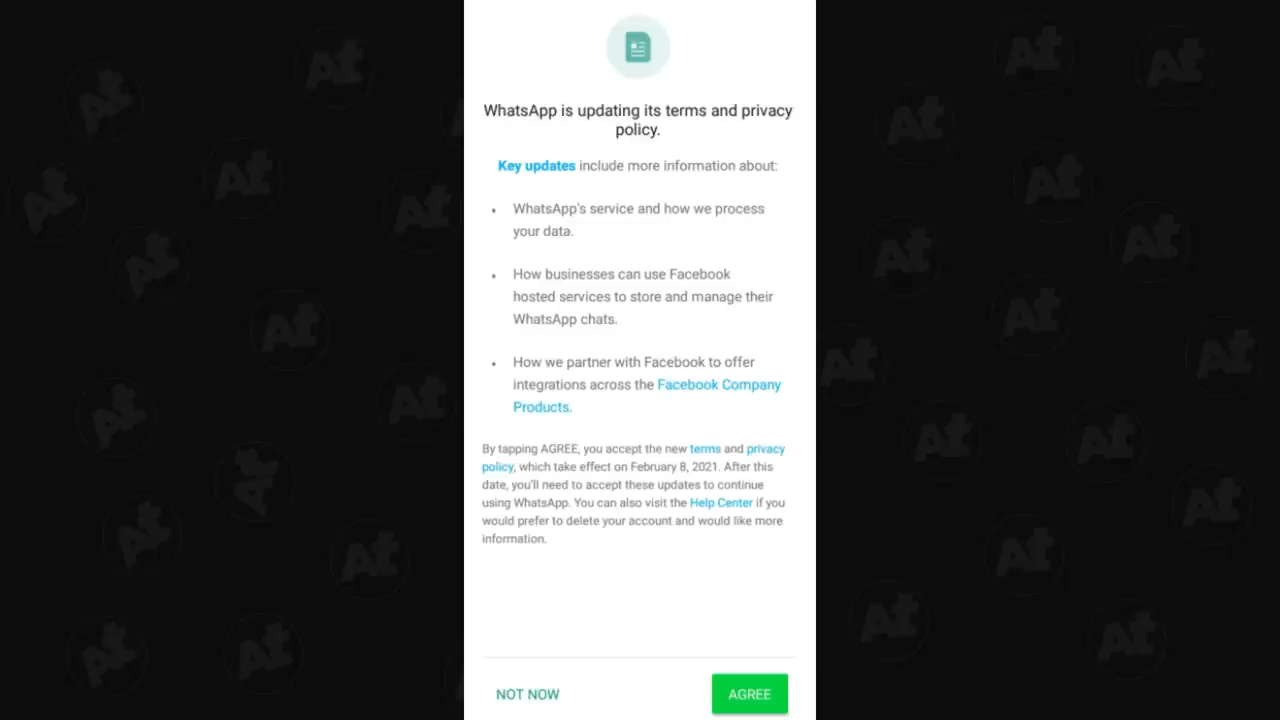 WhatsApp is updating its terms and privacy
policy.
Key updates include more information about:
• WhatsApp's service and how we process
your data.
• How businesses can use Facebook
hosted services to store and manage their
WhatsApp chats.
• How we partner with Facebook to offer
integrations across the Facebook Company
Products.
By tapping AGREE, you accept the new terms and privacy
policy, which take effect on February 8, 2021. After this
date, you'll need to accept these updates to continue
using WhatsApp. You can also visit the Help Center if you
would prefer to delete your account and would like more
information.
NOT NOW
AGREE